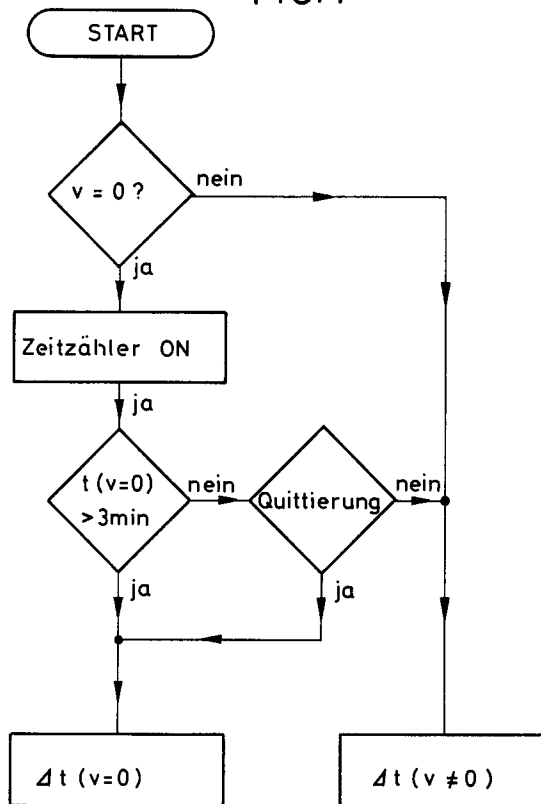 START
v = 0 ?
nein
ja
Zeitzähler ON
ja
t (v=0)
> 3min
nein
Quittierung
nein
ja
ja
Δt (v=0)
Δt (v ≠ 0)